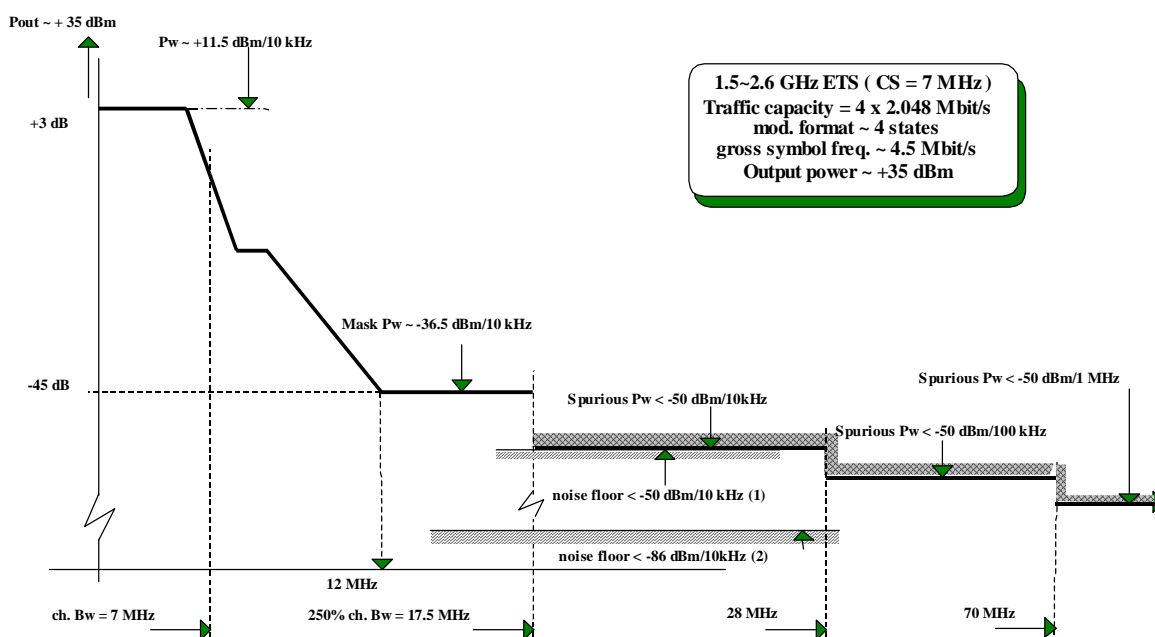 Pout ~ + 35 dBm
Pw ~ +11.5 dBm/10 kHz
1.5~2.6 GHz ETS ( CS = 7 MHz )
Traffic capacity = 4 x 2.048 Mbit/s
mod. format ~ 4 states
gross symbol freq. ~ 4.5 Mbit/s
Output power ~ +35 dBm
+3 dB
Mask Pw ~ -36.5 dBm/10 kHz
-45 dB
Spurious Pw < -50 dBm/1 MHz
Spurious Pw < -50 dBm/10kHz
Spurious Pw < -50 dBm/100 kHz
noise floor < -50 dBm/10 kHz (1)
noise floor < -86 dBm/10kHz (2)
12 MHz
ch. Bw = 7 MHz
250% ch. Bw = 17.5 MHz
28 MHz
70 MHz